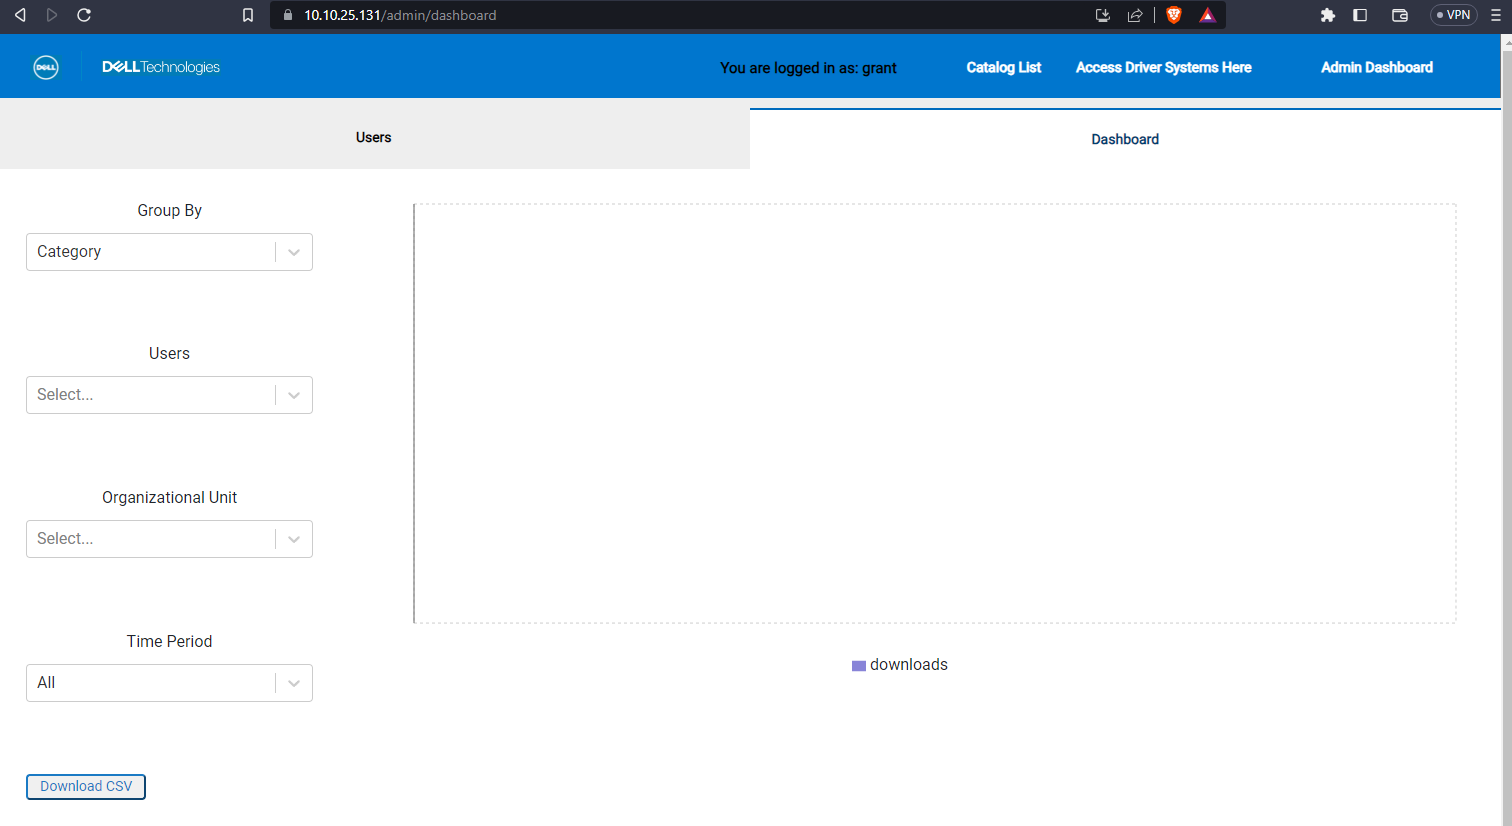 10.10.25.131/admin/dashboard
VPN
DELL
DELLTechnologies
You are logged in as: grant
Catalog List
Access Driver Systems Here
Admin Dashboard
Users
Dashboard
Group By
Category
Users
Select...
Organizational Unit
Select...
Time Period
All
downloads
Download CSV